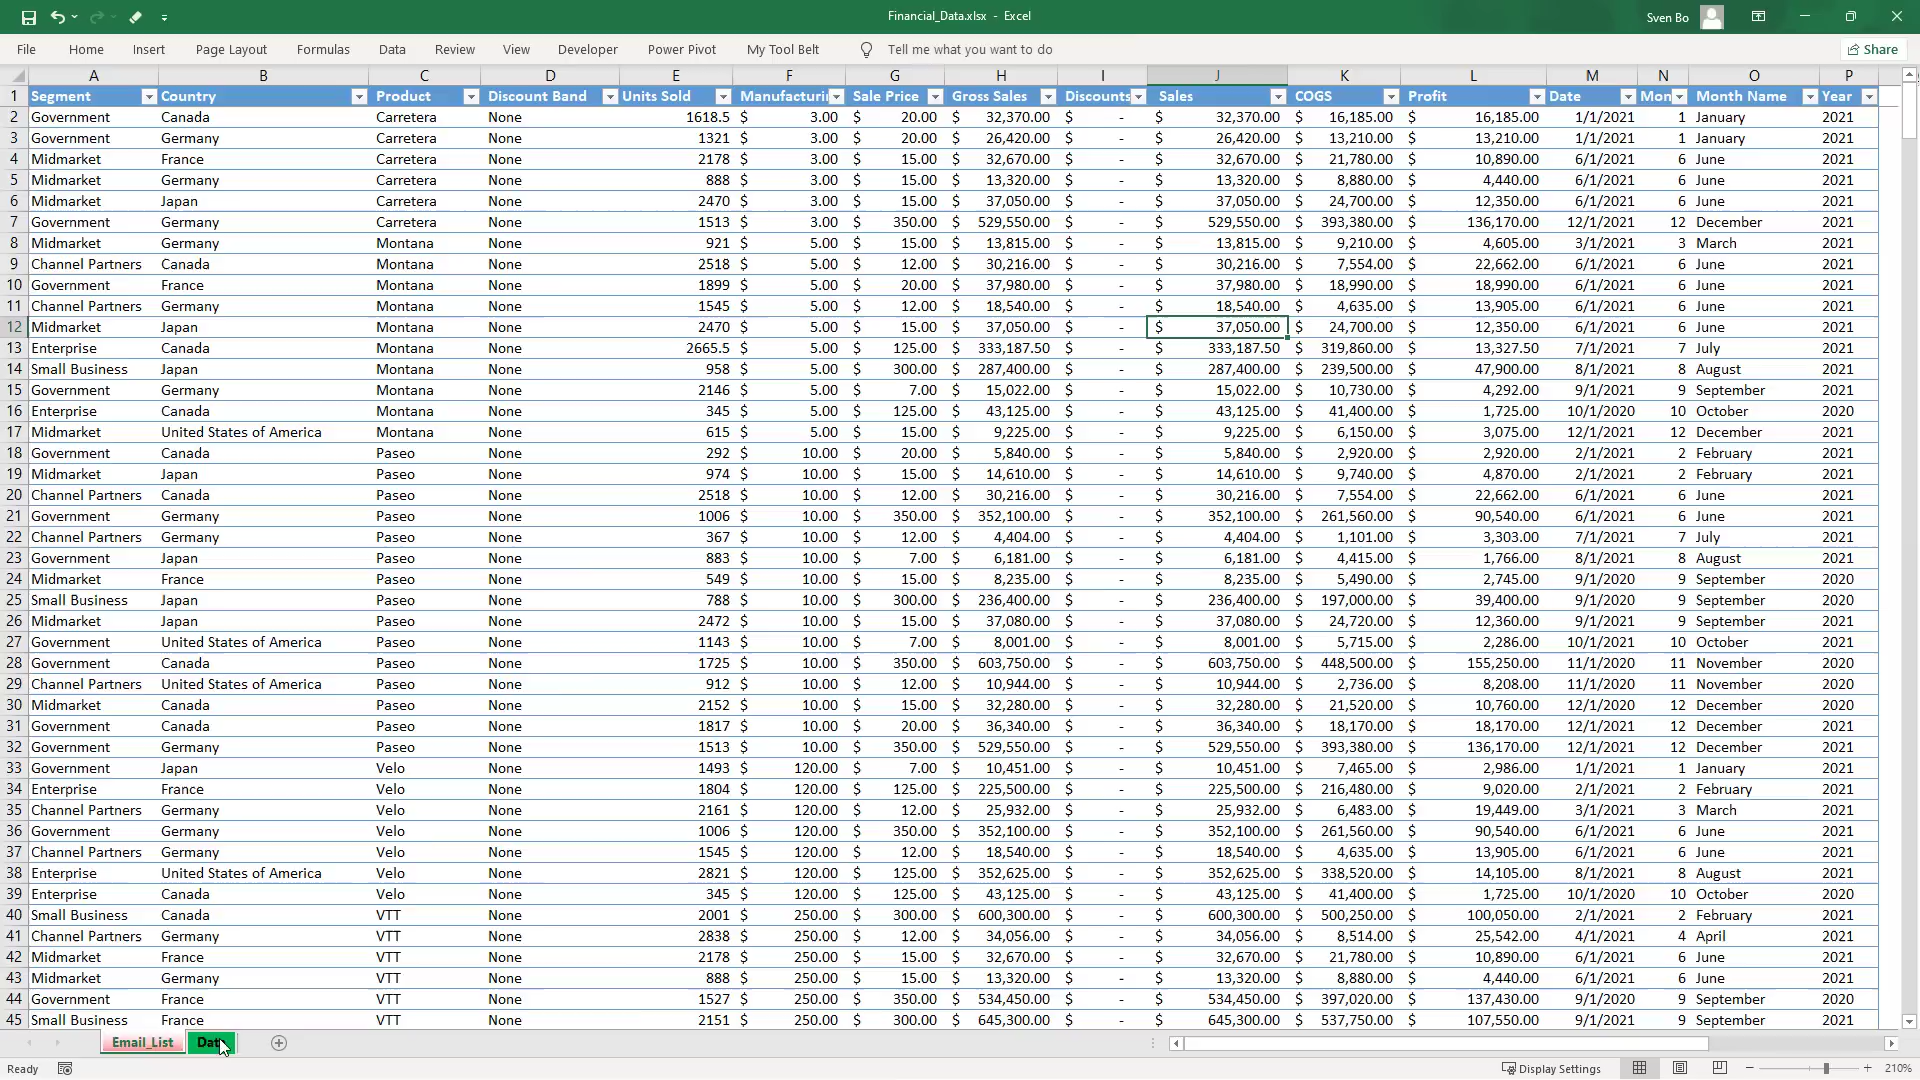 Financial_Data.xlsx - Excel
Sven Bo
File Home Insert Page Layout Formulas Data Review View Developer Power Pivot My Tool Belt Tell me what you want to do Share
A B C D E F G H I J K L M N O P
1 Segment Country Product Discount Band Units Sold Manufacturi Sale Price Gross Sales Discounts Sales COGS Profit Date Mon Month Name Year
2 Government Canada Carretera None 1618.5 $ 3.00 $ 20.00 $ 32,370.00 $ - $ 32,370.00 $ 16,185.00 $ 16,185.00 1/1/2021 1 January 2021
3 Government Germany Carretera None 1321 $ 3.00 $ 20.00 $ 26,420.00 $ - $ 26,420.00 $ 13,210.00 $ 13,210.00 1/1/2021 1 January 2021
4 Midmarket France Carretera None 2178 $ 3.00 $ 15.00 $ 32,670.00 $ - $ 32,670.00 $ 21,780.00 $ 10,890.00 6/1/2021 6 June 2021
5 Midmarket Germany Carretera None 888 $ 3.00 $ 15.00 $ 13,320.00 $ - $ 13,320.00 $ 8,880.00 $ 4,440.00 6/1/2021 6 June 2021
6 Midmarket Japan Carretera None 2470 $ 3.00 $ 15.00 $ 37,050.00 $ - $ 37,050.00 $ 24,700.00 $ 12,350.00 6/1/2021 6 June 2021
7 Government Germany Carretera None 1513 $ 3.00 $ 350.00 $ 529,550.00 $ - $ 529,550.00 $ 393,380.00 $ 136,170.00 12/1/2021 12 December 2021
8 Midmarket Germany Montana None 921 $ 5.00 $ 15.00 $ 13,815.00 $ - $ 13,815.00 $ 9,210.00 $ 4,605.00 3/1/2021 3 March 2021
9 Channel Partners Canada Montana None 2518 $ 5.00 $ 12.00 $ 30,216.00 $ - $ 30,216.00 $ 7,554.00 $ 22,662.00 6/1/2021 6 June 2021
10 Government France Montana None 1899 $ 5.00 $ 20.00 $ 37,980.00 $ - $ 37,980.00 $ 18,990.00 $ 18,990.00 6/1/2021 6 June 2021
11 Channel Partners Germany Montana None 1545 $ 5.00 $ 12.00 $ 18,540.00 $ - $ 18,540.00 $ 4,635.00 $ 13,905.00 6/1/2021 6 June 2021
12 Midmarket Japan Montana None 2470 $ 5.00 $ 15.00 $ 37,050.00 $ - $ 37,050.00 $ 24,700.00 $ 12,350.00 6/1/2021 6 June 2021
13 Enterprise Canada Montana None 2665.5 $ 5.00 $ 125.00 $ 333,187.50 $ - $ 333,187.50 $ 319,860.00 $ 13,327.50 7/1/2021 7 July 2021
14 Small Business Japan Montana None 958 $ 5.00 $ 300.00 $ 287,400.00 $ - $ 287,400.00 $ 239,500.00 $ 47,900.00 8/1/2021 8 August 2021
15 Government Germany Montana None 2146 $ 5.00 $ 7.00 $ 15,022.00 $ - $ 15,022.00 $ 10,730.00 $ 4,292.00 9/1/2021 9 September 2021
16 Enterprise Canada Montana None 345 $ 5.00 $ 125.00 $ 43,125.00 $ - $ 43,125.00 $ 41,400.00 $ 1,725.00 10/1/2020 10 October 2020
17 Midmarket United States of America Montana None 615 $ 5.00 $ 15.00 $ 9,225.00 $ - $ 9,225.00 $ 6,150.00 $ 3,075.00 12/1/2021 12 December 2021
18 Government Canada Paseo None 292 $ 10.00 $ 20.00 $ 5,840.00 $ - $ 5,840.00 $ 2,920.00 $ 2,920.00 2/1/2021 2 February 2021
19 Midmarket Japan Paseo None 974 $ 10.00 $ 15.00 $ 14,610.00 $ - $ 14,610.00 $ 9,740.00 $ 4,870.00 2/1/2021 2 February 2021
20 Channel Partners Canada Paseo None 2518 $ 10.00 $ 12.00 $ 30,216.00 $ - $ 30,216.00 $ 7,554.00 $ 22,662.00 6/1/2021 6 June 2021
21 Government Germany Paseo None 1006 $ 10.00 $ 350.00 $ 352,100.00 $ - $ 352,100.00 $ 261,560.00 $ 90,540.00 6/1/2021 6 June 2021
22 Channel Partners Germany Paseo None 367 $ 10.00 $ 12.00 $ 4,404.00 $ - $ 4,404.00 $ 1,101.00 $ 3,303.00 7/1/2021 7 July 2021
23 Government Japan Paseo None 883 $ 10.00 $ 7.00 $ 6,181.00 $ - $ 6,181.00 $ 4,415.00 $ 1,766.00 8/1/2021 8 August 2021
24 Midmarket France Paseo None 549 $ 10.00 $ 15.00 $ 8,235.00 $ - $ 8,235.00 $ 5,490.00 $ 2,745.00 9/1/2020 9 September 2020
25 Small Business Japan Paseo None 788 $ 10.00 $ 300.00 $ 236,400.00 $ - $ 236,400.00 $ 197,000.00 $ 39,400.00 9/1/2020 9 September 2020
26 Midmarket Japan Paseo None 2472 $ 10.00 $ 15.00 $ 37,080.00 $ - $ 37,080.00 $ 24,720.00 $ 12,360.00 9/1/2021 9 September 2021
27 Government United States of America Paseo None 1143 $ 10.00 $ 7.00 $ 8,001.00 $ - $ 8,001.00 $ 5,715.00 $ 2,286.00 10/1/2021 10 October 2021
28 Government Canada Paseo None 1725 $ 10.00 $ 350.00 $ 603,750.00 $ - $ 603,750.00 $ 448,500.00 $ 155,250.00 11/1/2020 11 November 2020
29 Channel Partners United States of America Paseo None 912 $ 10.00 $ 12.00 $ 10,944.00 $ - $ 10,944.00 $ 2,736.00 $ 8,208.00 11/1/2020 11 November 2020
30 Midmarket Canada Paseo None 2152 $ 10.00 $ 15.00 $ 32,280.00 $ - $ 32,280.00 $ 21,520.00 $ 10,760.00 12/1/2020 12 December 2020
31 Government Canada Paseo None 1817 $ 10.00 $ 20.00 $ 36,340.00 $ - $ 36,340.00 $ 18,170.00 $ 18,170.00 12/1/2021 12 December 2021
32 Government Germany Paseo None 1513 $ 10.00 $ 350.00 $ 529,550.00 $ - $ 529,550.00 $ 393,380.00 $ 136,170.00 12/1/2021 12 December 2021
33 Government Japan Velo None 1493 $ 120.00 $ 7.00 $ 10,451.00 $ - $ 10,451.00 $ 7,465.00 $ 2,986.00 1/1/2021 1 January 2021
34 Enterprise France Velo None 1804 $ 120.00 $ 125.00 $ 225,500.00 $ - $ 225,500.00 $ 216,480.00 $ 9,020.00 2/1/2021 2 February 2021
35 Channel Partners Germany Velo None 2161 $ 120.00 $ 12.00 $ 25,932.00 $ - $ 25,932.00 $ 6,483.00 $ 19,449.00 3/1/2021 3 March 2021
36 Government Germany Velo None 1006 $ 120.00 $ 350.00 $ 352,100.00 $ - $ 352,100.00 $ 261,560.00 $ 90,540.00 6/1/2021 6 June 2021
37 Channel Partners Germany Velo None 1545 $ 120.00 $ 12.00 $ 18,540.00 $ - $ 18,540.00 $ 4,635.00 $ 13,905.00 6/1/2021 6 June 2021
38 Enterprise United States of America Velo None 2821 $ 120.00 $ 125.00 $ 352,625.00 $ - $ 352,625.00 $ 338,520.00 $ 14,105.00 8/1/2021 8 August 2021
39 Enterprise Canada Velo None 345 $ 120.00 $ 125.00 $ 43,125.00 $ - $ 43,125.00 $ 41,400.00 $ 1,725.00 10/1/2020 10 October 2020
40 Small Business Canada VTT None 2001 $ 250.00 $ 300.00 $ 600,300.00 $ - $ 600,300.00 $ 500,250.00 $ 100,050.00 2/1/2021 2 February 2021
41 Channel Partners Germany VTT None 2838 $ 250.00 $ 12.00 $ 34,056.00 $ - $ 34,056.00 $ 8,514.00 $ 25,542.00 4/1/2021 4 April 2021
42 Midmarket France VTT None 2178 $ 250.00 $ 15.00 $ 32,670.00 $ - $ 32,670.00 $ 21,780.00 $ 10,890.00 6/1/2021 6 June 2021
43 Midmarket Germany VTT None 888 $ 250.00 $ 15.00 $ 13,320.00 $ - $ 13,320.00 $ 8,880.00 $ 4,440.00 6/1/2021 6 June 2021
44 Government France VTT None 1527 $ 250.00 $ 350.00 $ 534,450.00 $ - $ 534,450.00 $ 397,020.00 $ 137,430.00 9/1/2020 9 September 2020
45 Small Business France VTT None 2151 $ 250.00 $ 300.00 $ 645,300.00 $ - $ 645,300.00 $ 537,750.00 $ 107,550.00 9/1/2021 9 September 2021
Email_List Data
Ready Display Settings 210%